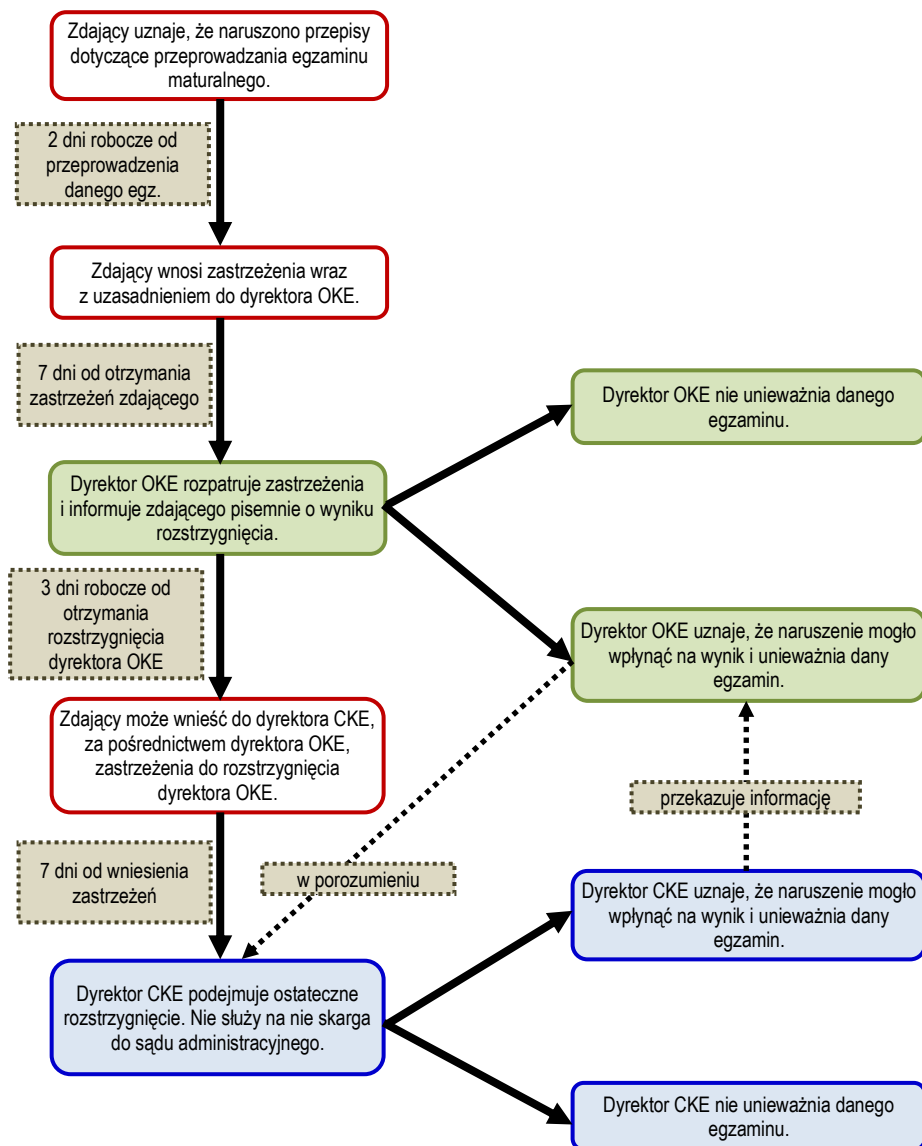 Zdający uznaje, że naruszono przepisy
dotyczące przeprowadzania egzaminu
maturalnego.
2 dni robocze od
przeprowadzenia
danego egz.
Zdający wnosi zastrzeżenia wraz
z uzasadnieniem do dyrektora OKE.
7 dni od otrzymania
zastrzeżeń zdającego
Dyrektor OKE nie unieważnia danego
egzaminu.
Dyrektor OKE rozpatruje zastrzeżenia
i informuje zdającego pisemnie o wyniku
rozstrzygnięcia.
3 dni robocze od
otrzymania
rozstrzygnięcia
dyrektora OKE
Dyrektor OKE uznaje, że naruszenie mogło
wpłynąć na wynik i unieważnia dany
egzamin.
Zdający może wnieść do dyrektora CKE,
za pośrednictwem dyrektora OKE,
zastrzeżenia do rozstrzygnięcia
dyrektora OKE.
przekazuje informację
7 dni od wniesienia
zastrzeżeń
w porozumieniu
Dyrektor CKE uznaje, że naruszenie mogło
wpłynąć na wynik i unieważnia dany
egzamin.
Dyrektor CKE podejmuje ostateczne
rozstrzygnięcie. Nie służy na nie skarga
do sądu administracyjnego.
Dyrektor CKE nie unieważnia danego
egzaminu.